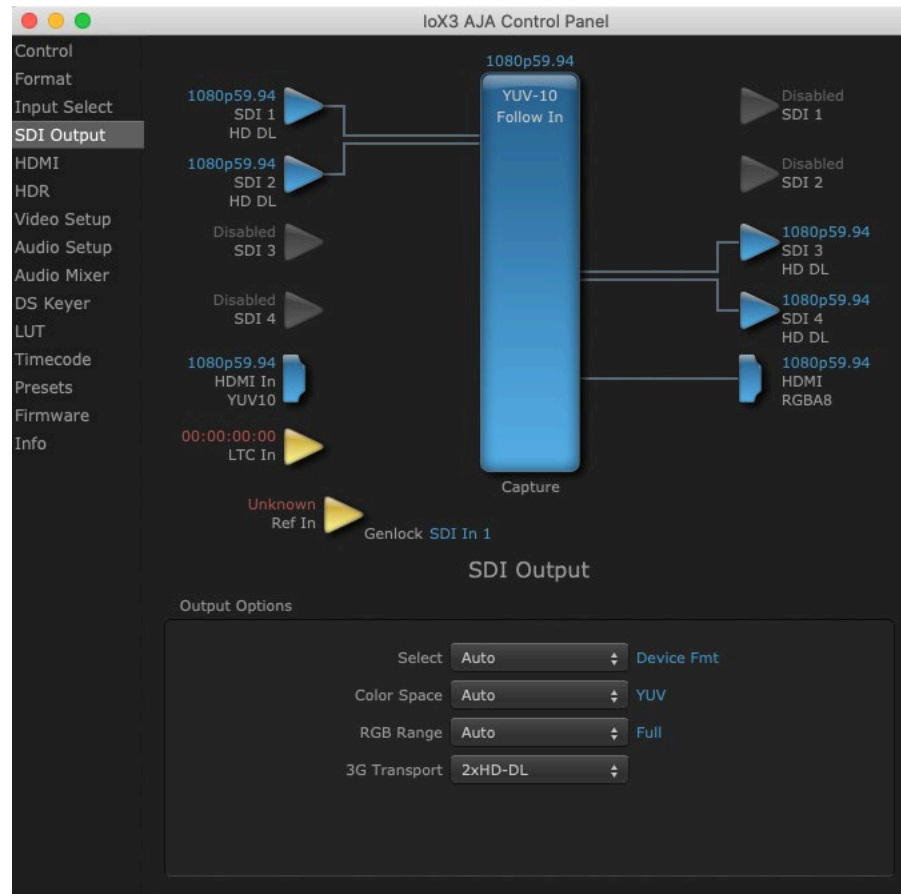 IoX3 AJA Control Panel
Control
Format
Input Select
SDI Output
HDMI
HDR
Video Setup
Audio Setup
Audio Mixer
DS Keyer
LUT
Timecode
Presets
Firmware
Info
1080p59.94
SDI 1
HD DL
1080p59.94
SDI 2
HD DL
Disabled
SDI 3
Disabled
SDI 4
1080p59.94
HDMI In
YUV10
00:00:00:00
LTC In
Unknown
Ref In
Genlock SDI In 1
1080p59.94
YUV-10
Follow In
Capture
Disabled
SDI 1
Disabled
SDI 2
1080p59.94
SDI 3
HD DL
1080p59.94
SDI 4
HD DL
1080p59.94
HDMI
RGBA8
SDI Output
Output Options
Select Auto Device Fmt
Color Space Auto YUV
RGB Range Auto Full
3G Transport 2xHD-DL